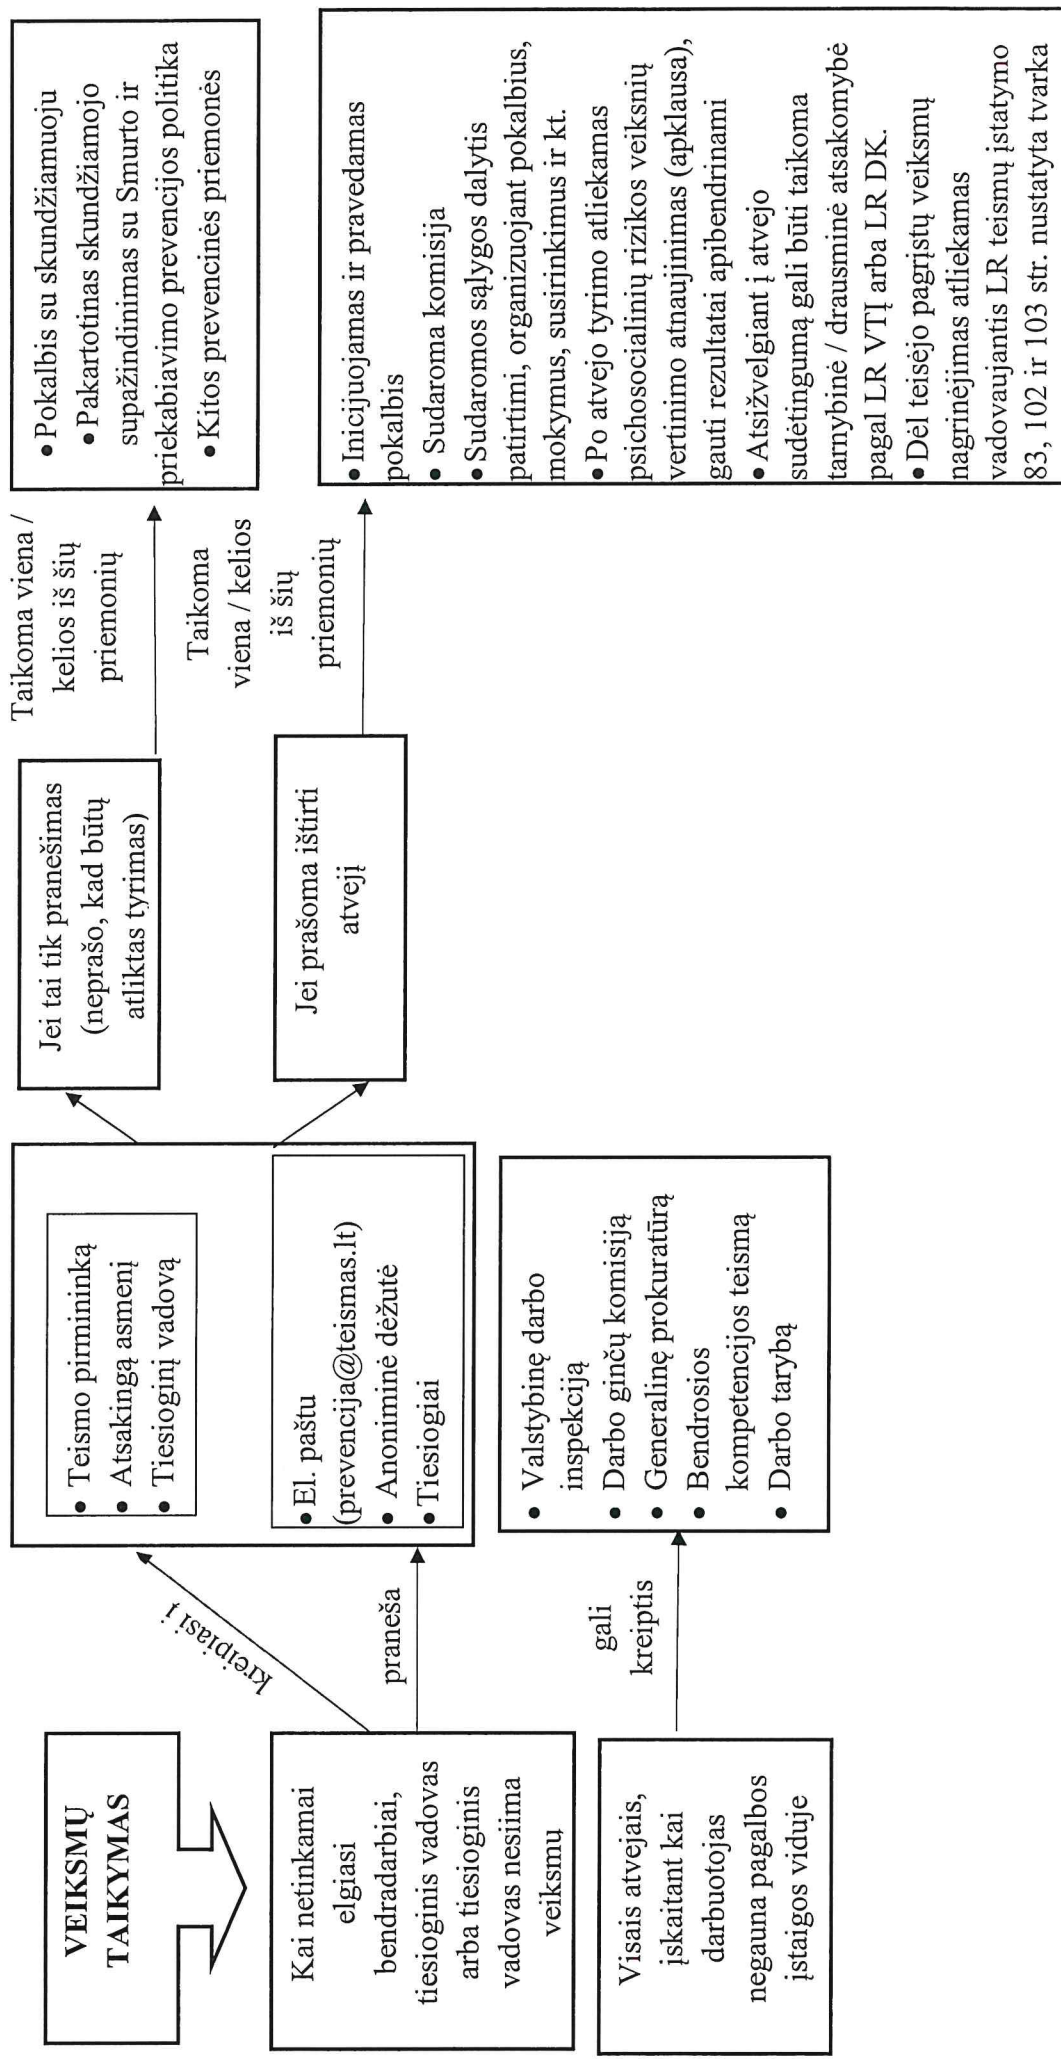 VEIKSMŲ
TAIKYMAS
Kai netinkamai
elgiasi
bendradarbiai,
tiesioginis vadovas
arba tiesioginis
vadovas nesiima
veiksmų
Visais atvejais,
įskaitant kai
darbuotojas
negauna pagalbos
įstaigos viduje
kreipiasi į
praneša
gali
kreiptis
• Teismo pirmininką
• Atsakingą asmenį
• Tiesioginį vadovą
• El. paštu
(prevencija@teismas.lt)
• Anoniminė dėžutė
• Tiesiogiai
• Valstybinę darbo
inspekciją
• Darbo ginčų komisiją
• Generalinę prokuratūrą
• Bendrosios
kompetencijos teismą
• Darbo tarybą
Jei tai tik pranešimas
(neprašo, kad būtų
atliktas tyrimas)
Jei prašoma ištirti
atvejį
Taikoma viena /
kelios iš šių
priemonių
Taikoma
viena / kelios
iš šių
priemonių
• Pokalbis su skundžiamuoju
• Pakartotinas skundžiamojo
supažindinimas su Smurto ir
priekabiavimo prevencijos politika
• Kitos prevencinės priemonės
• Inicijuojamas ir pravedamas
pokalbis
• Sudaroma komisija
• Sudaromos sąlygos dalytis
patirtimi, organizuojant pokalbius,
mokymus, susirinkimus ir kt.
• Po atvejo tyrimo atliekamas
psichosocialinių rizikos veiksnių
vertinimo atnaujinimas (apklausa),
gauti rezultatai apibendrinami
• Atsižvelgiant į atvejo
sudėtingumą gali būti taikoma
tarnybinė / drausminė atsakomybė
pagal LR VTĮ arba LR DK.
• Dėl teisėjo pagrįstų veiksmų
nagrinėjimas atliekamas
vadovaujantis LR teismų įstatymo
83, 102 ir 103 str. nustatyta tvarka